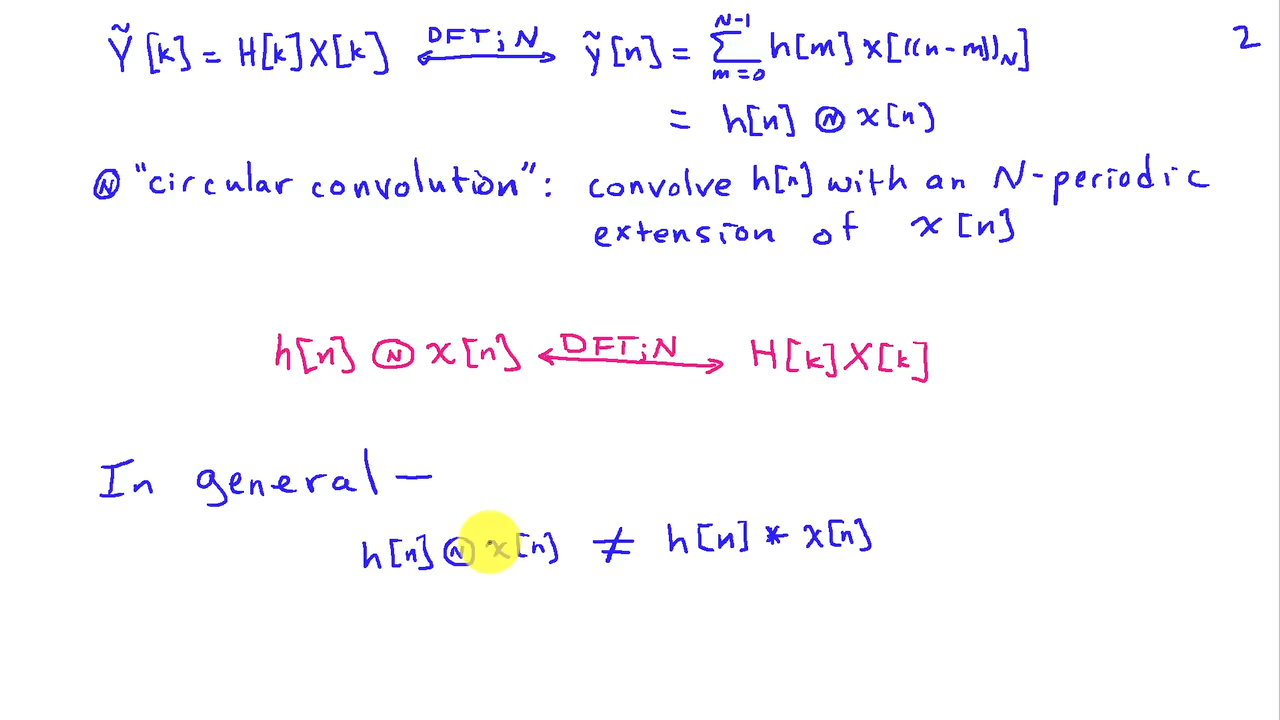 Ỹ[k] = H[k]X[k] ⟷ DFT;N ỹ[n] = Σ_{m=0}^{N-1} h[m] x[((n-m))_N] 2
= h[n] Ⓝ x[n]
Ⓝ "circular convolution": convolve h[n] with an N-periodic
extension of x[n]
h[n] Ⓝ x[n] ⟷ DFT;N H[k]X[k]
In general —
h[n] Ⓝ x[n] ≠ h[n] * x[n]